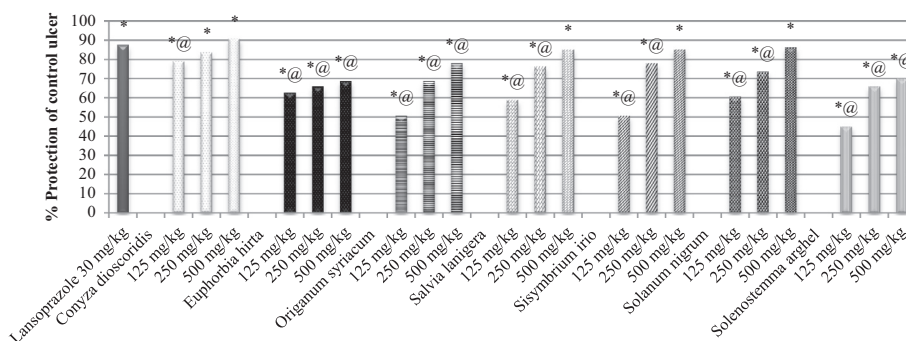 % Protection of control ulcer
100
90
80
70
60
50
40
30
20
10
0
*
*@
*
*
*@
*@
*@
*@
*@
*@
*@
*@
*
*@
*@
*
*@
*@
*
*@
*@
*@
Lansoprazole 30 mg/kg
Conyza dioscoridis
125 mg/kg
250 mg/kg
500 mg/kg
Euphorbia hirta
125 mg/kg
250 mg/kg
500 mg/kg
Origanum syriacum
125 mg/kg
250 mg/kg
500 mg/kg
Salvia lanigera
125 mg/kg
250 mg/kg
500 mg/kg
Sisymbrium irio
125 mg/kg
250 mg/kg
500 mg/kg
Solanum nigrum
125 mg/kg
250 mg/kg
500 mg/kg
Solenostemma arghel
125 mg/kg
250 mg/kg
500 mg/kg